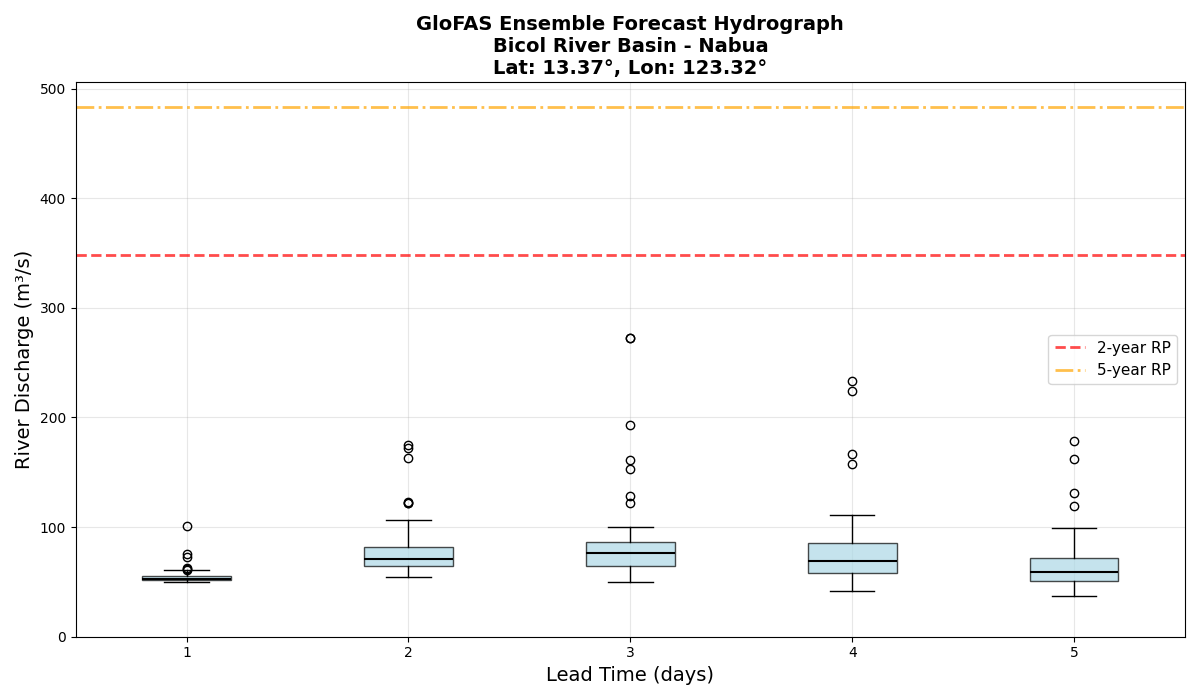 GloFAS Ensemble Forecast Hydrograph
Bicol River Basin - Nabua
Lat: 13.37°, Lon: 123.32°
River Discharge (m³/s)
500
400
300
200
100
0
2-year RP
5-year RP
1 2 3 4 5
Lead Time (days)